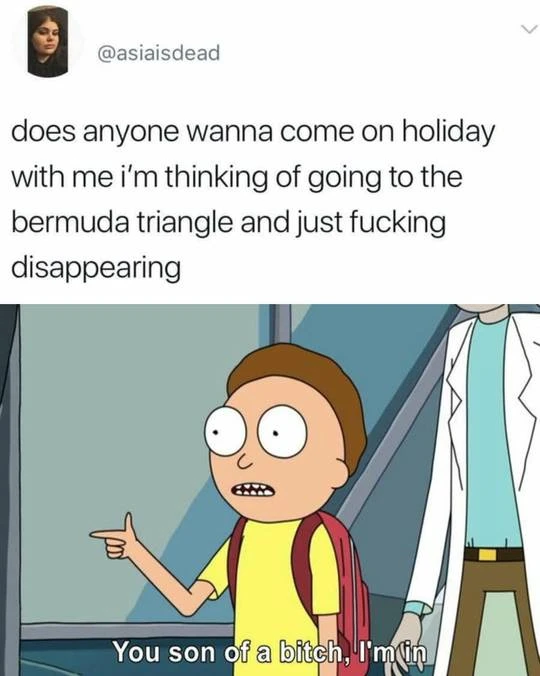 @asiaisdead
does anyone wanna come on holiday
with me i'm thinking of going to the
bermuda triangle and just fucking
disappearing
You son of a bitch, I'm in